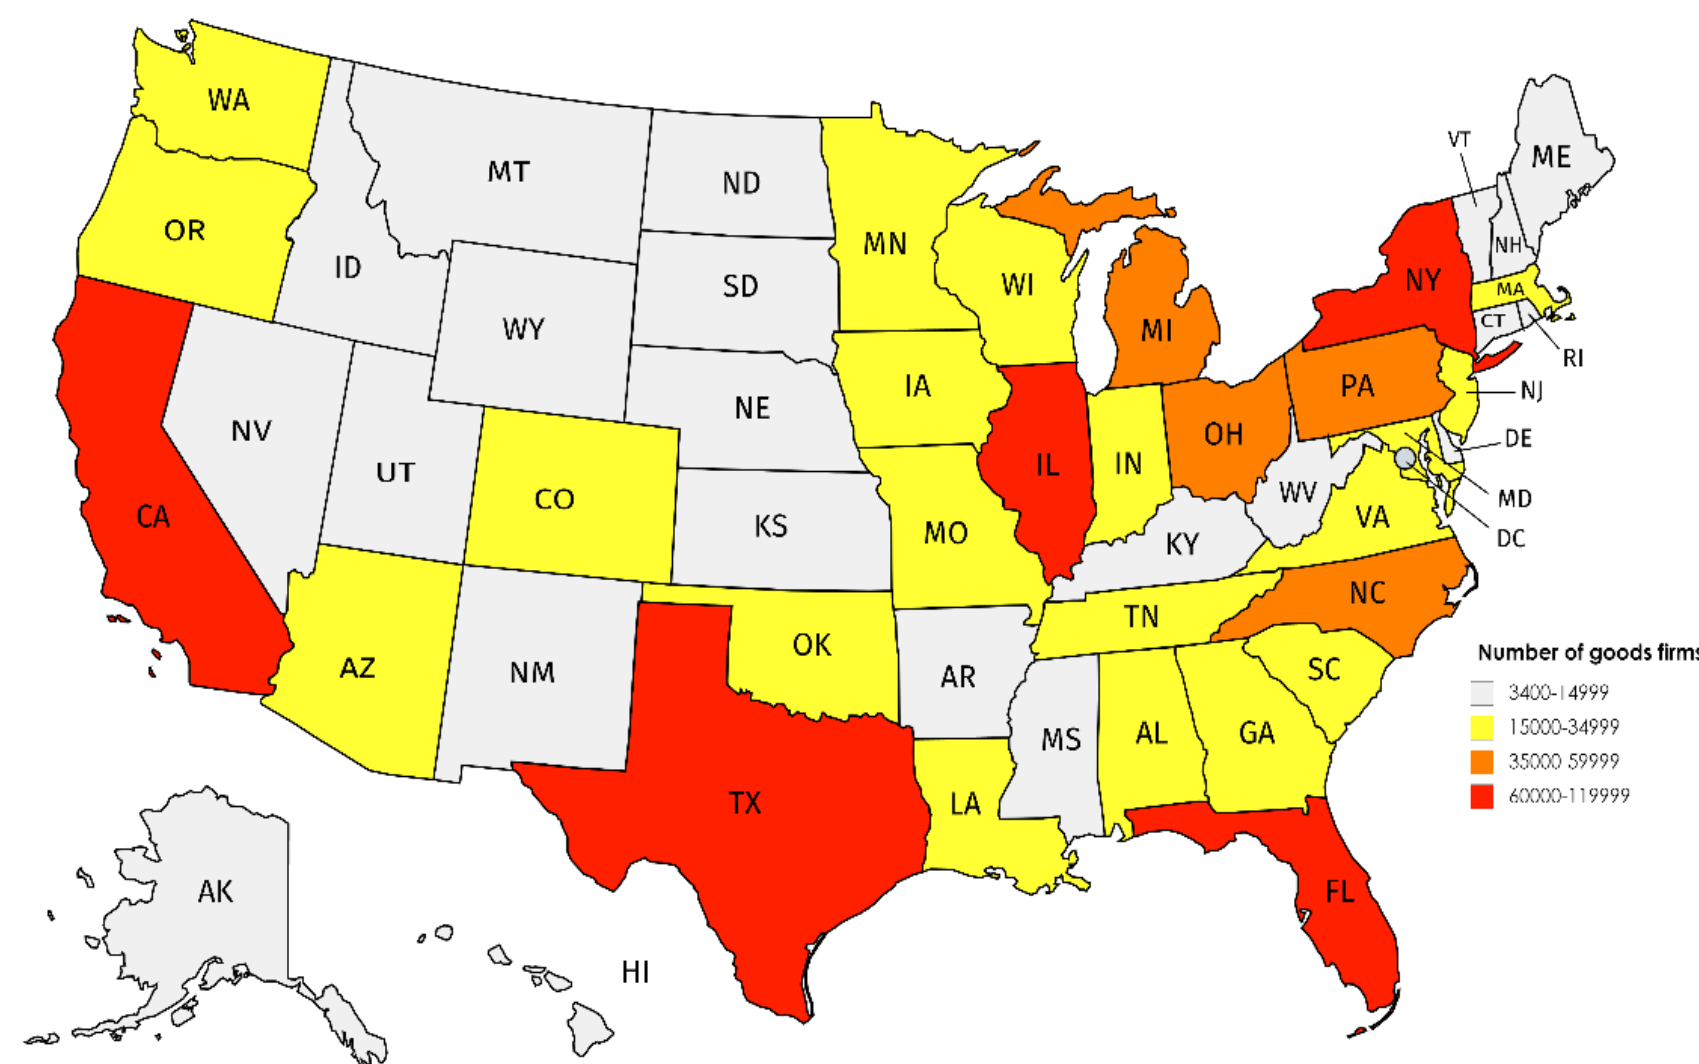 WA
VT
ME
MT
ND
OR
MN
NH
ID
SD
WI
NY
MA
CT
WY
MI
RI
IA
PA
NJ
NE
NV
OH
DE
UT
IL
IN
CO
WV
MD
CA
KS
MO
VA
DC
KY
NC
TN
OK
AZ
NM
AR
SC
Number of goods firms
3400-14999
MS
AL
GA
15000-34999
35000-59999
TX
LA
60000-119999
AK
FL
HI